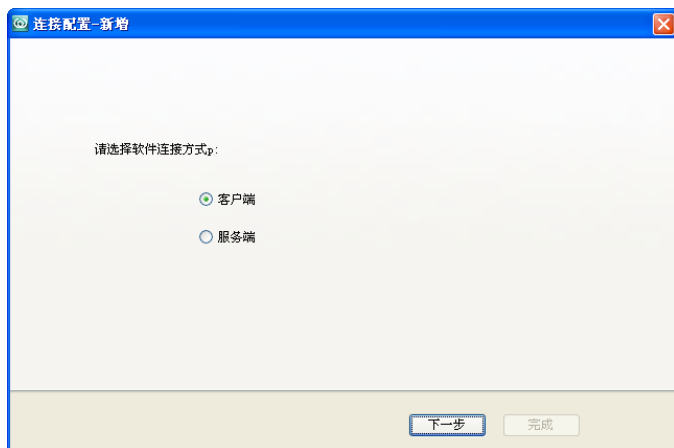 连接配置-新增
请选择软件连接方式p:
客户端
服务端
下一步
完成